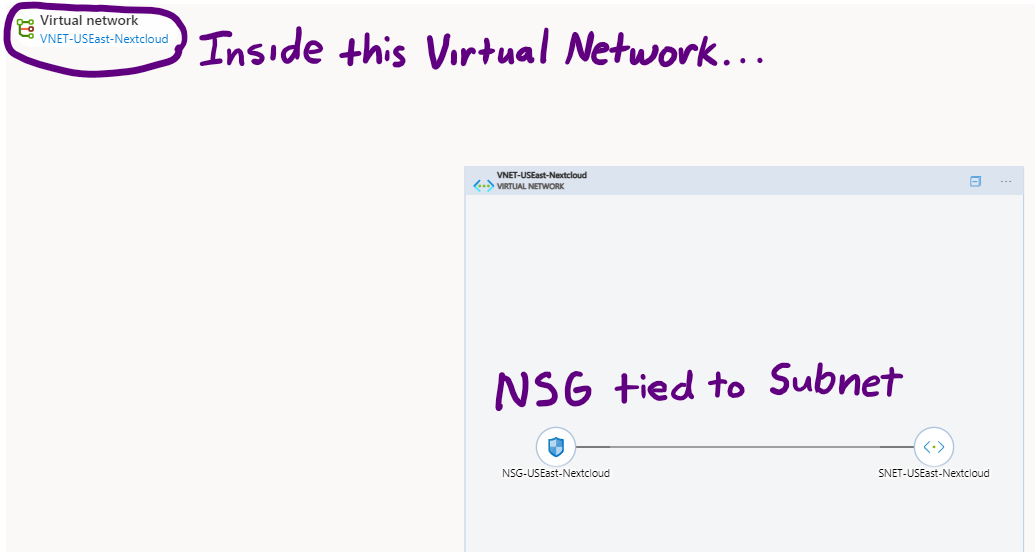 Virtual network
VNET-USEast-Nextcloud
Inside this Virtual Network...
VNET-USEast-Nextcloud
VIRTUAL NETWORK
NSG tied to Subnet
NSG-USEast-Nextcloud
SNET-USEast-Nextcloud